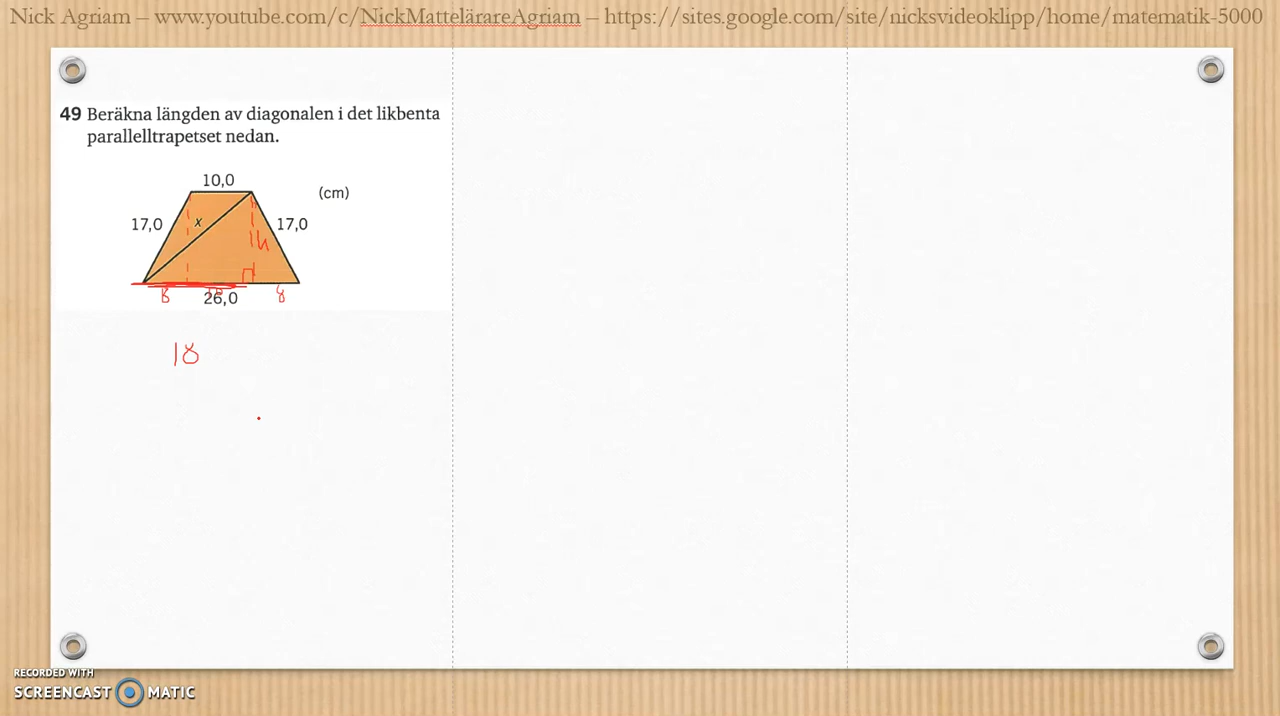 Nick Agriam – www.youtube.com/c/NickMattelärareAgriam – https://sites.google.com/site/nicksvideoklipp/home/matematik-5000
49 Beräkna längden av diagonalen i det likbenta
parallelltrapetset nedan.
10,0
(cm)
17,0
x
17,0
h
8
26,0
8
18
RECORDED WITH
SCREENCAST MATIC